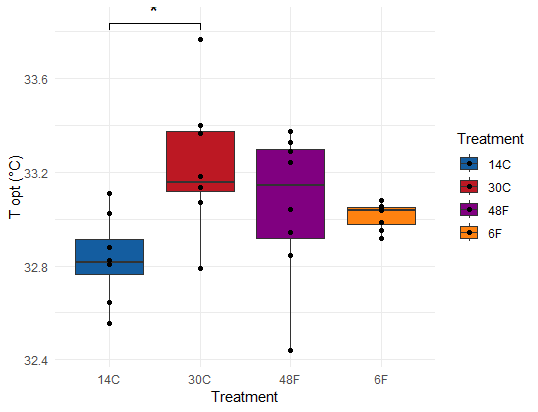 *
33.6
33.2
32.8
32.4
T opt (°C)
14C
30C
48F
6F
Treatment
Treatment
14C
30C
48F
6F